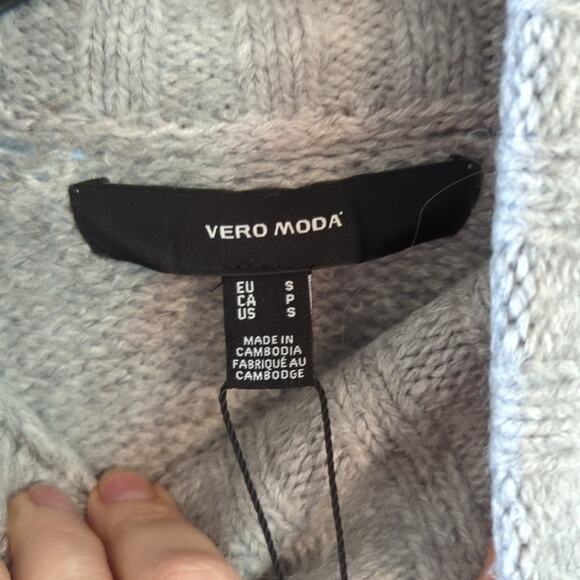 VERO MODA
EU S
CA P
US S
MADE IN
CAMBODIA
FABRIQUÉ AU
CAMBODGE